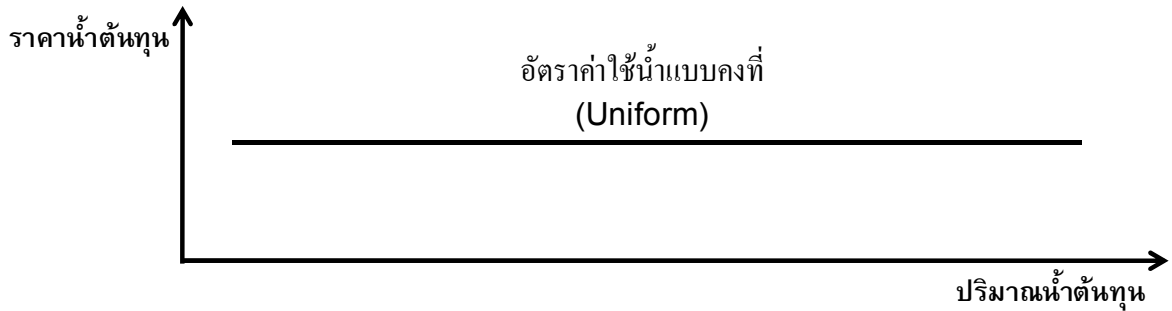 ราคาน้ำต้นทุน
อัตราค่าใช้น้ำแบบคงที่
(Uniform)
ปริมาณน้ำต้นทุน